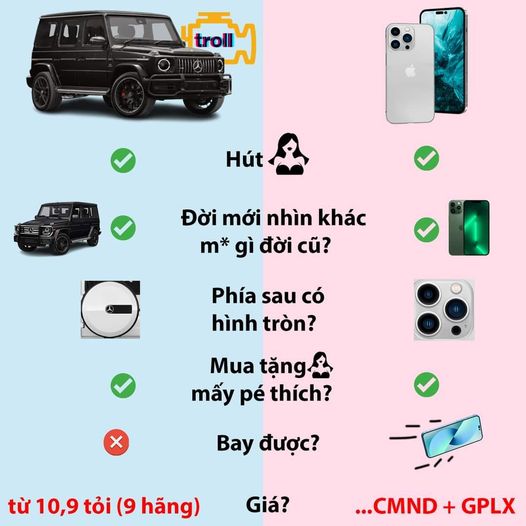 troll
Hút
Đời mới nhìn khác
m* gì đời cũ?
Phía sau có
hình tròn?
Mua tặng
mấy pé thích?
Bay được?
từ 10,9 tỏi (9 hãng)
Giá?
...CMND + GPLX